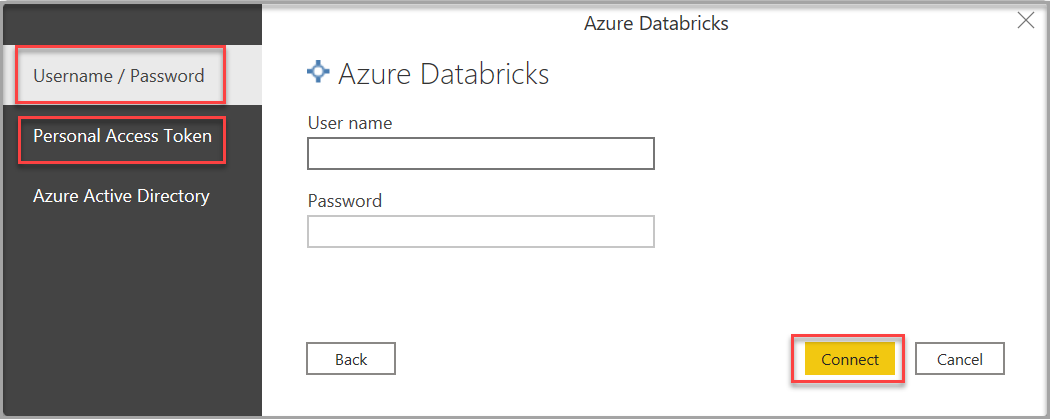 Azure Databricks
Username / Password
Personal Access Token
Azure Active Directory
Azure Databricks
User name
Password
Back
Connect
Cancel